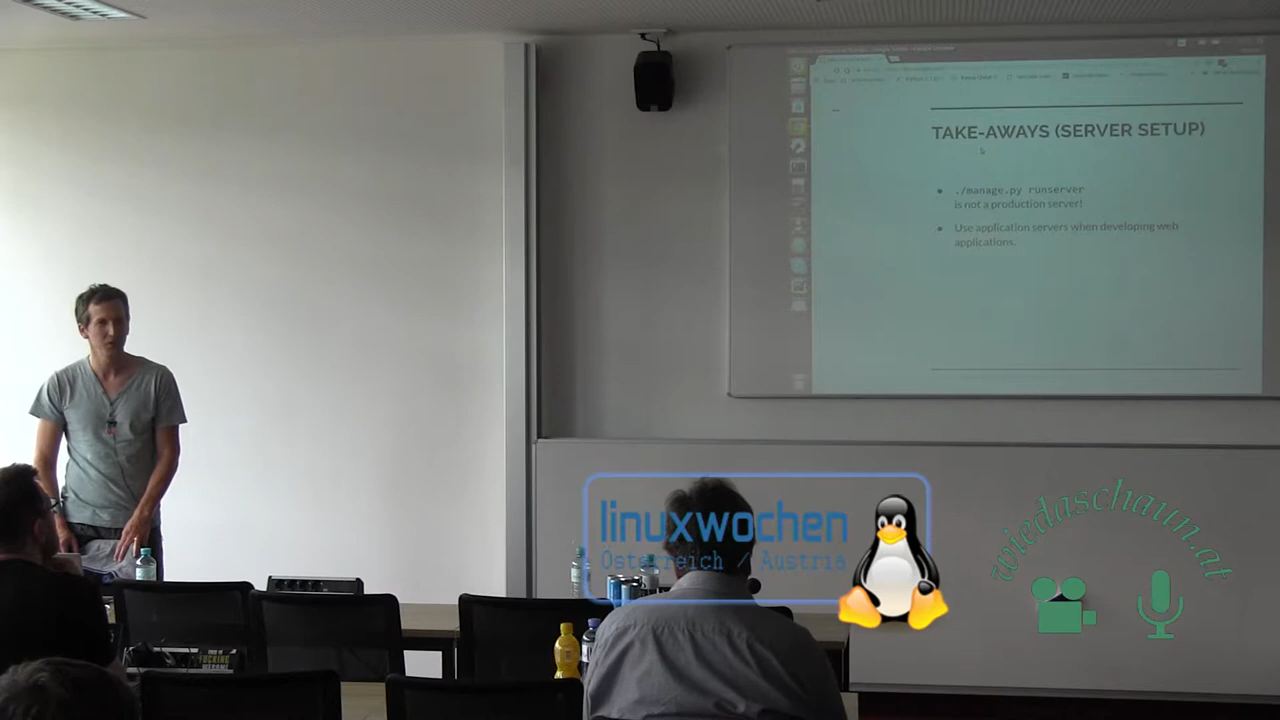 TAKE-AWAYS (SERVER SETUP)
./manage.py runserver
is not a production server!
Use application servers when developing web
applications.
linuxwochen
Österreich / Austria
wiedaschaun.at